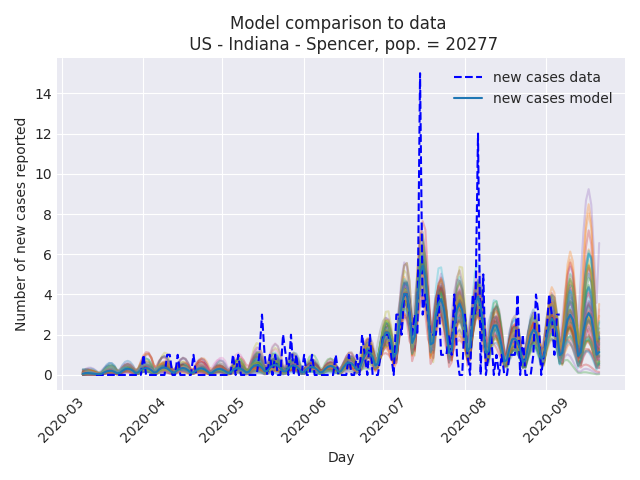 Model comparison to data
US - Indiana - Spencer, pop. = 20277
new cases data
new cases model
Number of new cases reported
14
12
10
8
6
4
2
0
2020-03
2020-04
2020-05
2020-06
2020-07
2020-08
2020-09
Day